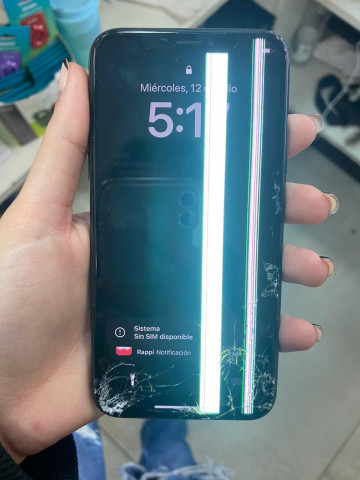 Miércoles, 12
5:1
Sistema
Sin SIM disponible
Rappi Notificación